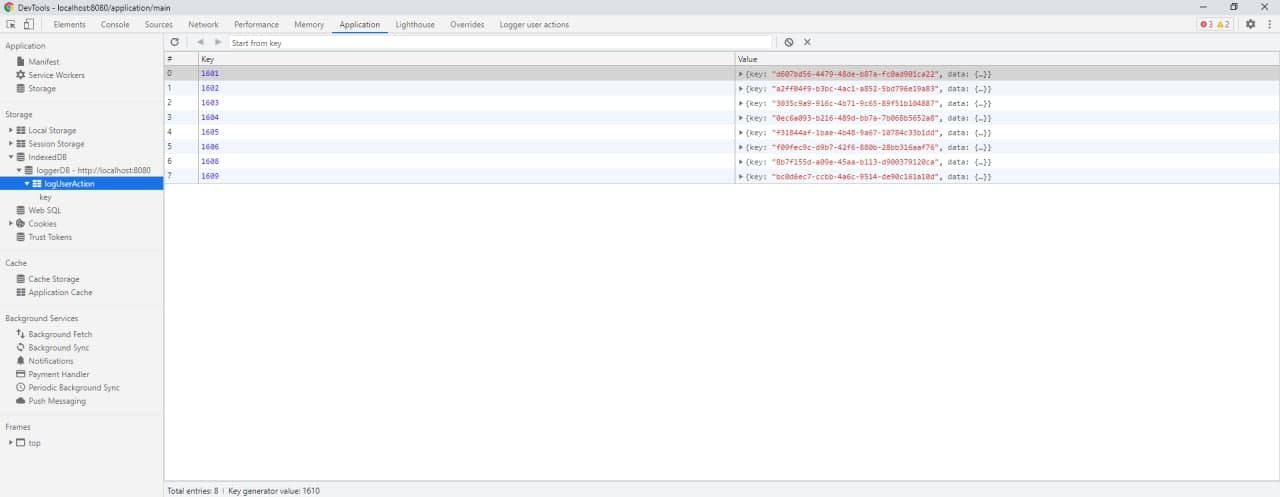 DevTools - localhost:8080/application/main
Elements Console Sources Network Performance Memory Application Lighthouse Overrides Logger user actions 3 2
Application
Manifest
Service Workers
Storage
Storage
Local Storage
Session Storage
IndexedDB
loggerDB - http://localhost:8080
logUserAction
key
Web SQL
Cookies
Trust Tokens
Cache
Cache Storage
Application Cache
Background Services
Background Fetch
Background Sync
Notifications
Payment Handler
Periodic Background Sync
Push Messaging
Frames
top
Start from key
# Key Value
0 1601 {key: "d607bd56-4479-48de-b87a-fc0ad901ca22", data: {…}}
1 1602 {key: "a2ff04f9-b3bc-4ac1-a852-5bd796e19a83", data: {…}}
2 1603 {key: "3035c9a9-916c-4b71-9c65-89f51b104887", data: {…}}
3 1604 {key: "0ec6a093-b216-489d-bb7a-7b068b5652a8", data: {…}}
4 1605 {key: "f31844af-1bae-4b48-9a67-10784c33b1dd", data: {…}}
5 1606 {key: "f09fec9c-d9b7-42f6-880b-28bb316aaf76", data: {…}}
6 1608 {key: "8b7f155d-a09e-45aa-b113-d900379120ca", data: {…}}
7 1609 {key: "bc0d6ec7-ccbb-4a6c-9514-de90c161a10d", data: {…}}
Total entries: 8 Key generator value: 1610